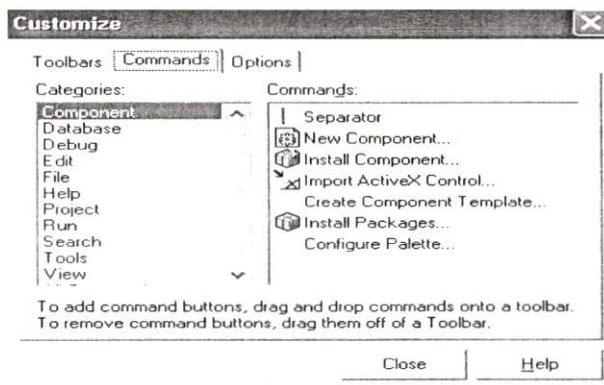 Customize
Toolbars Commands Options
Categories:
Component
Database
Debug
Edit
File
Help
Project
Run
Search
Tools
View
Commands:
Separator
New Component...
Install Component...
Import ActiveX Control...
Create Component Template...
Install Packages...
Configure Palette...
To add command buttons, drag and drop commands onto a toolbar.
To remove command buttons, drag them off of a Toolbar.
Close Help